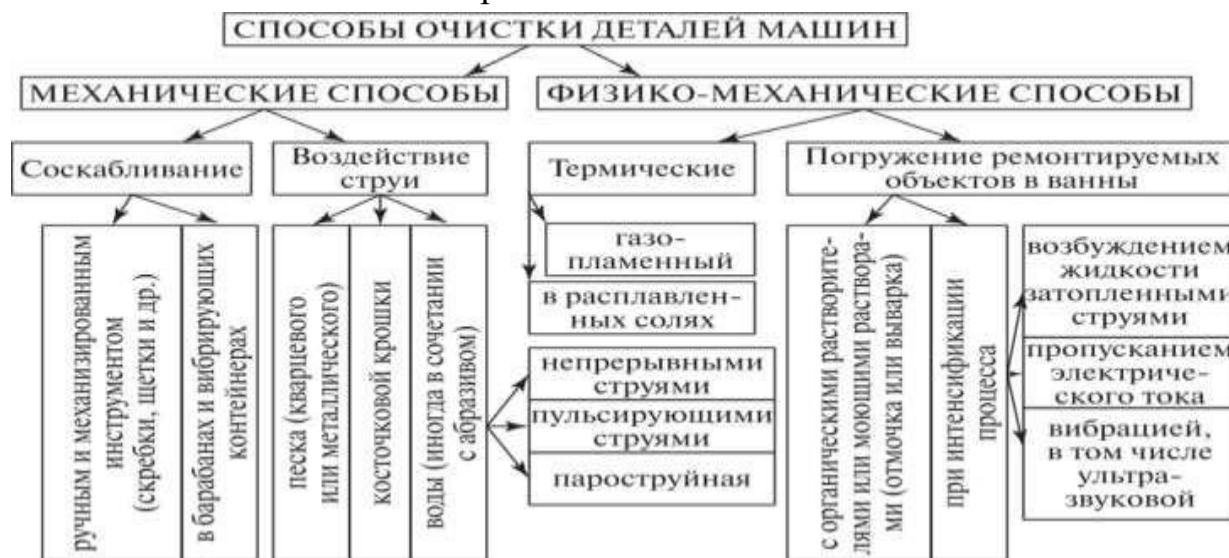 СПОСОБЫ ОЧИСТКИ ДЕТАЛЕЙ МАШИН
МЕХАНИЧЕСКИЕ СПОСОБЫ
ФИЗИКО-МЕХАНИЧЕСКИЕ СПОСОБЫ
Соскабливание
Воздействие
струи
Термические
Погружение ремонтируемых
объектов в ванны
ручным и механизированным
инструментом
(скребки, щетки и др.)
в барабанах и вибрирующих
контейнерах
песка (кварцевого
или металлического)
косточковой крошки
воды (иногда в сочетании
с абразивом)
газо-
пламенный
в расплавлен-
ных солях
непрерывными
струями
пульсирующими
струями
пароструйная
с органическими растворите-
лями или моющими раствора-
ми (отмочка или выварка)
при интенсификации
процесса
возбуждением
жидкости
затопленными
струями
пропусканием
электриче-
ского тока
вибрацией,
в том числе
ультра-
звуковой